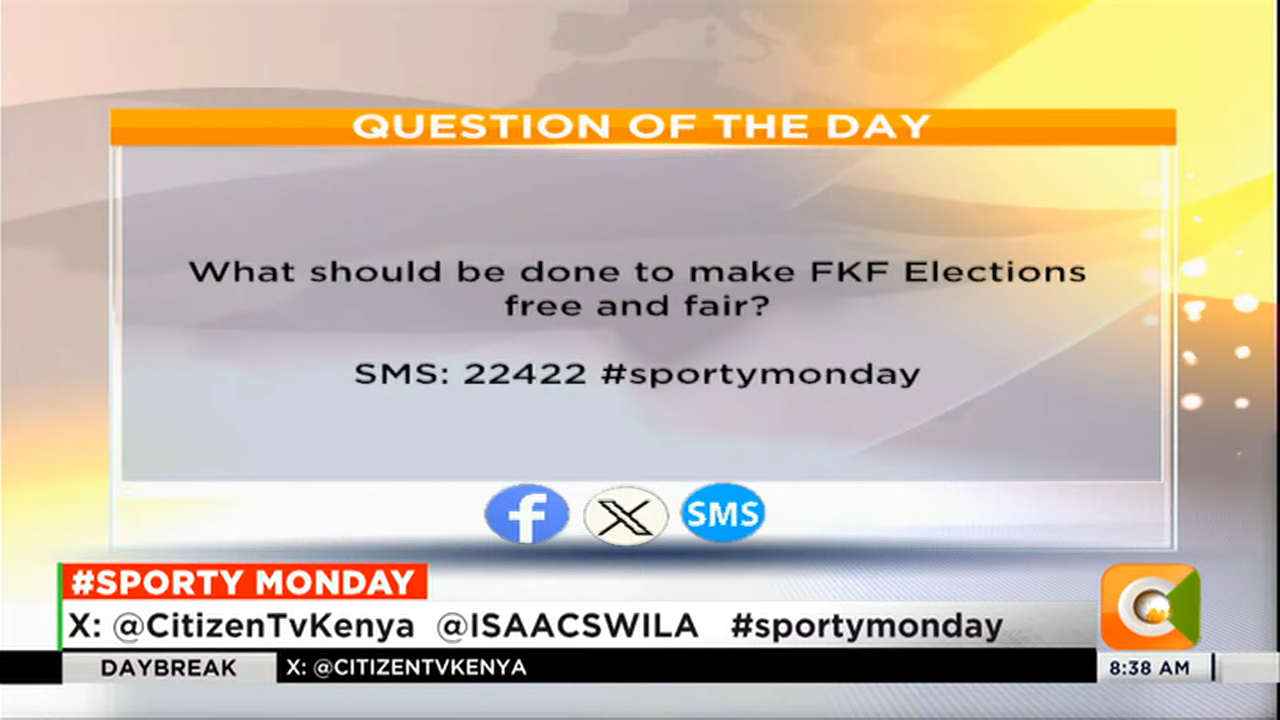 QUESTION OF THE DAY
What should be done to make FKF Elections
free and fair?
SMS: 22422 #sportymonday
f X SMS
#SPORTY MONDAY
X: @CitizenTvKenya @ISAACSWILA #sportymonday
DAYBREAK X: @CITIZENTVKENYA 8:38 AM